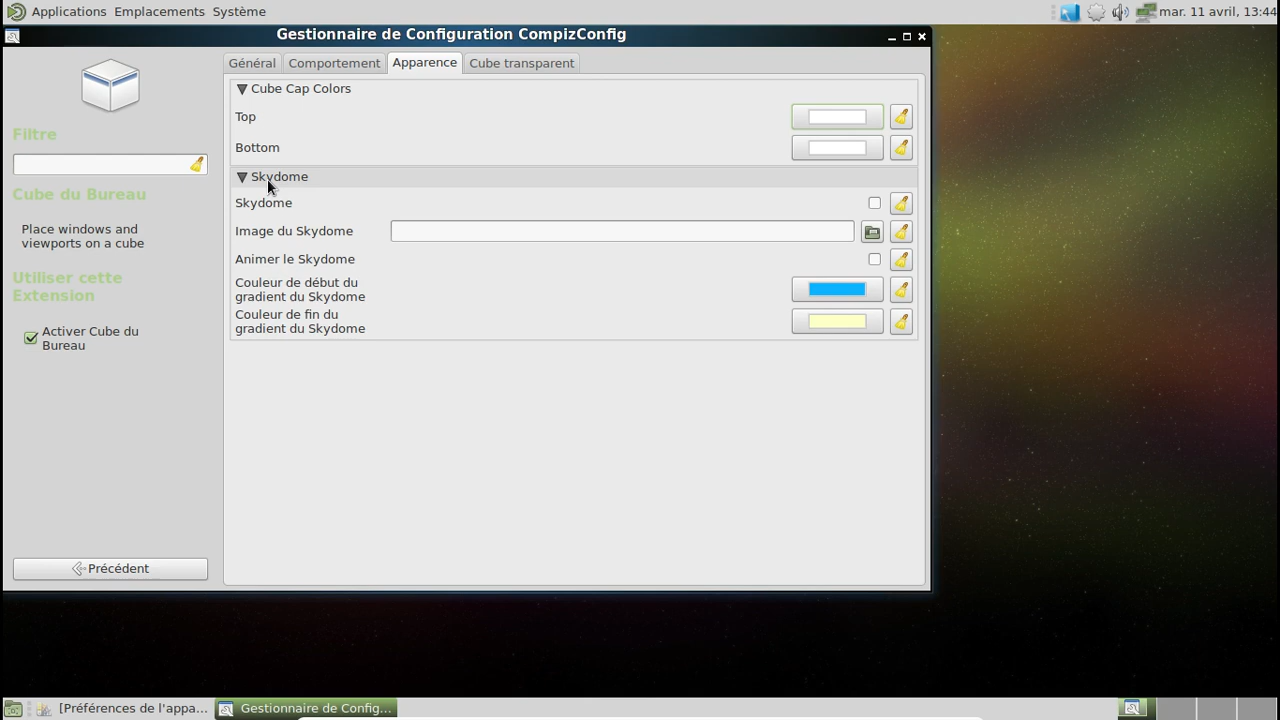 Applications Emplacements Système
mar. 11 avril, 13:44
Gestionnaire de Configuration CompizConfig
Filtre
Cube du Bureau
Place windows and
viewports on a cube
Utiliser cette
Extension
Activer Cube du
Bureau
Précédent
Général Comportement Apparence Cube transparent
Cube Cap Colors
Top
Bottom
Skydome
Skydome
Image du Skydome
Animer le Skydome
Couleur de début du
gradient du Skydome
Couleur de fin du
gradient du Skydome
[Préférences de l'appa... Gestionnaire de Config...